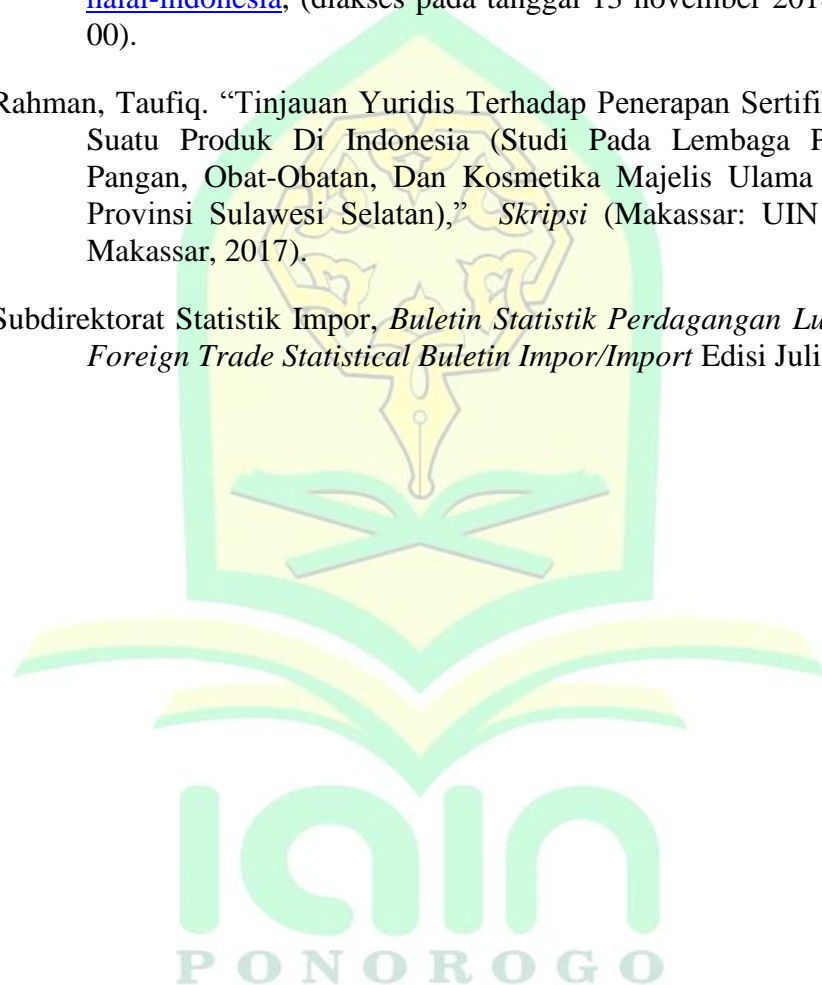 halal-indonesia, (diakses pada tanggal 13 november 201
00).
Rahman, Taufiq. “Tinjauan Yuridis Terhadap Penerapan Sertifi
Suatu Produk Di Indonesia (Studi Pada Lembaga P
Pangan, Obat-Obatan, Dan Kosmetika Majelis Ulama
Provinsi Sulawesi Selatan),” Skripsi (Makassar: UIN
Makassar, 2017).
Subdirektorat Statistik Impor, Buletin Statistik Perdagangan Lu
Foreign Trade Statistical Buletin Impor/Import Edisi Juli
iain
PONOROGO